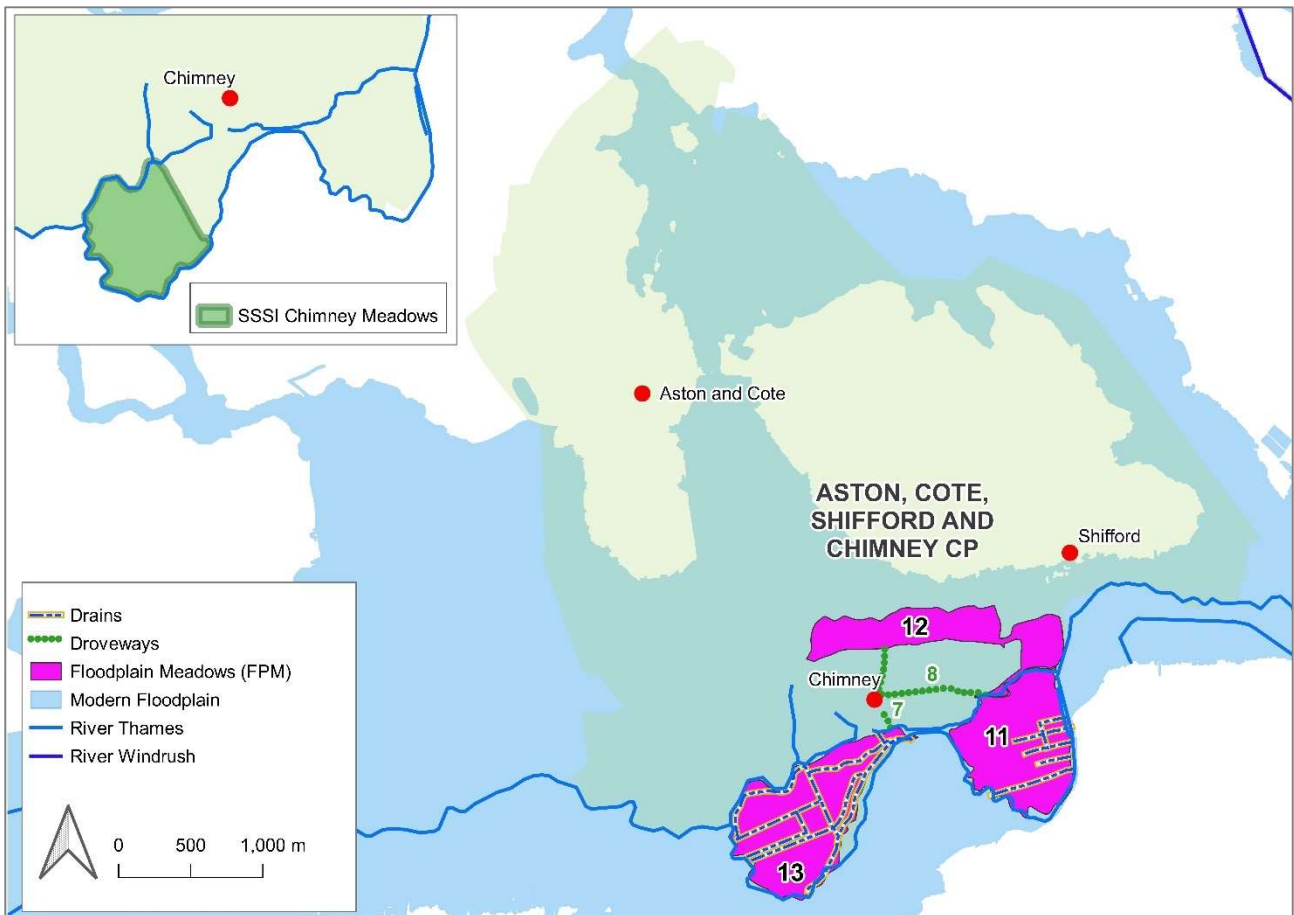 Chimney
SSSI Chimney Meadows
Aston and Cote
ASTON, COTE,
SHIFFORD AND
CHIMNEY CP
Shifford
12
Chimney
8
7
11
13
Drains
Droveways
Floodplain Meadows (FPM)
Modern Floodplain
River Thames
River Windrush
0 500 1,000 m